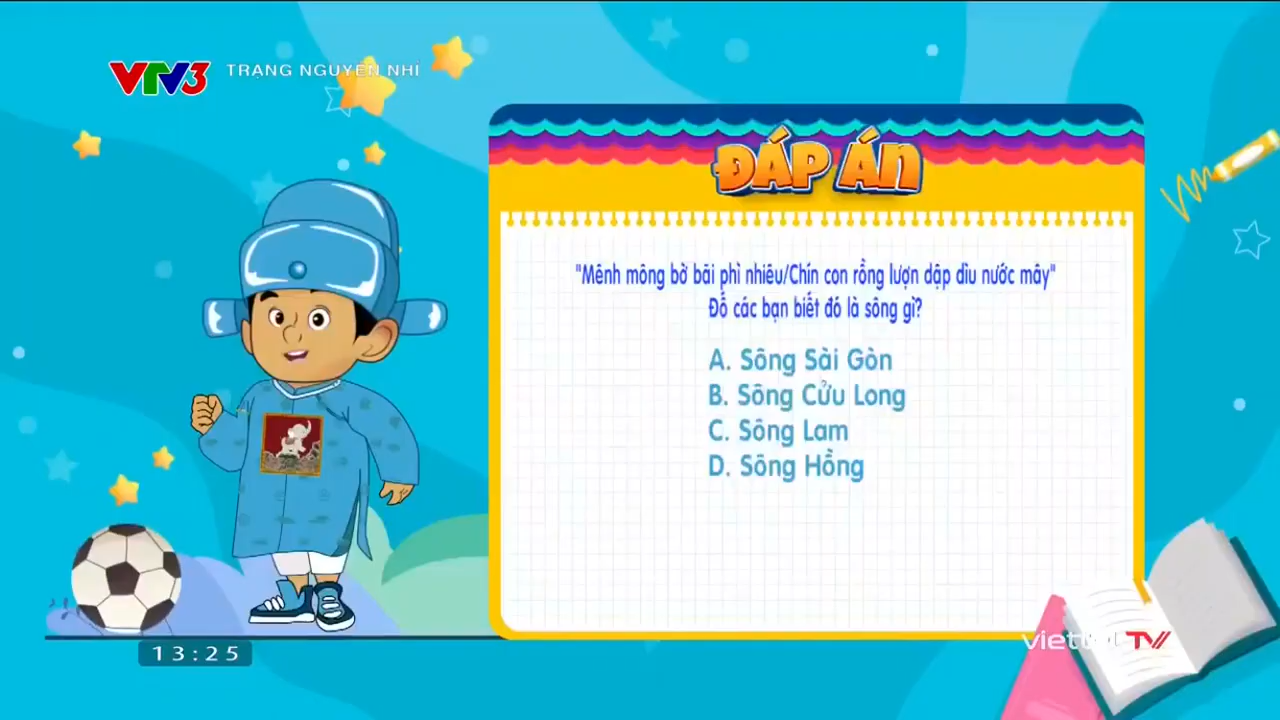 VTV3 TRẠNG NGUYÊN NHÍ
ĐÁP ÁN
"Mênh mông bờ bãi phì nhiêu/Chín con rồng lượn dập dìu nước mây"
Đố các bạn biết đó là sông gì?
A. Sông Sài Gòn
B. Sông Cửu Long
C. Sông Lam
D. Sông Hồng
viettel TV
13:25